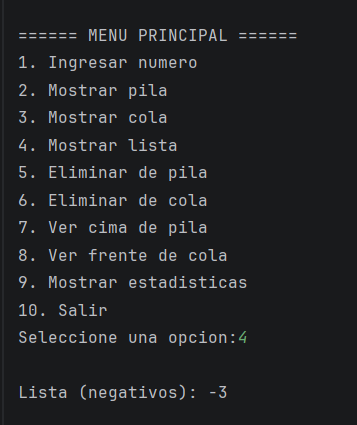 ====== MENU PRINCIPAL ======
1. Ingresar numero
2. Mostrar pila
3. Mostrar cola
4. Mostrar lista
5. Eliminar de pila
6. Eliminar de cola
7. Ver cima de pila
8. Ver frente de cola
9. Mostrar estadisticas
10. Salir
Seleccione una opcion:4
Lista (negativos): -3